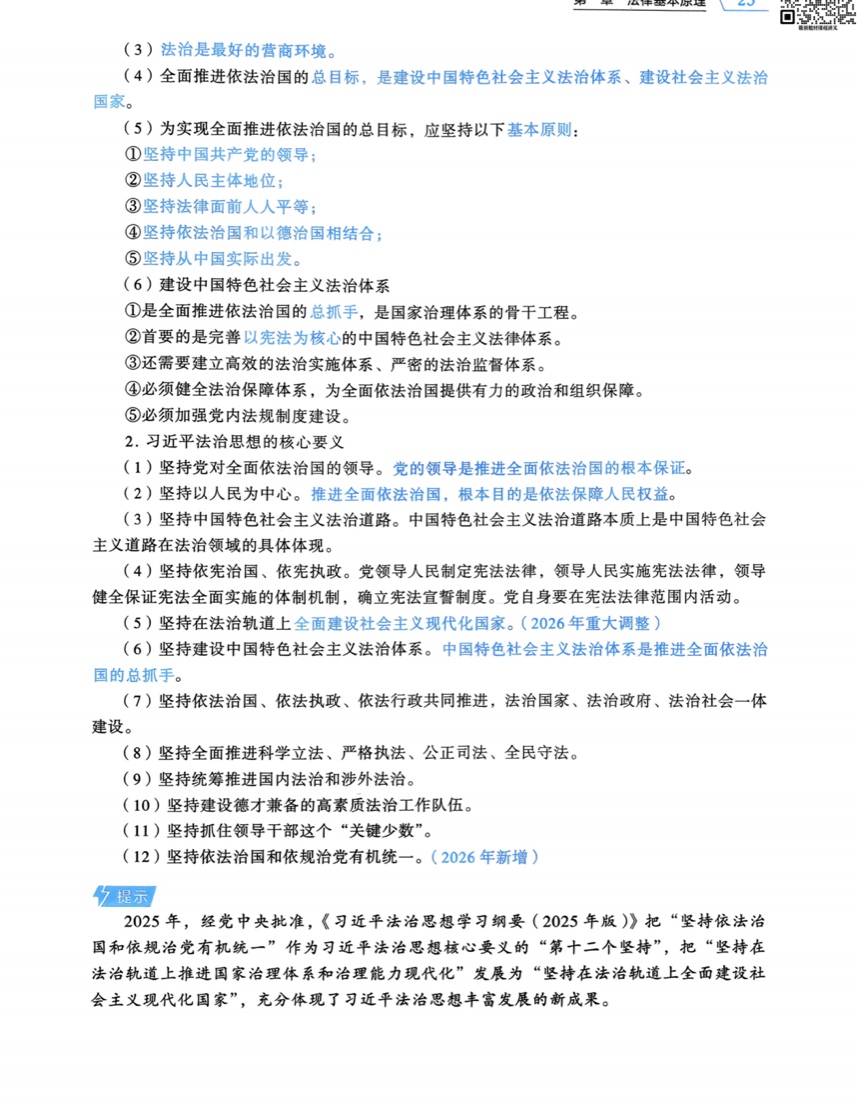 第一章 法律基本原理 25
（3）法治是最好的营商环境。
（4）全面推进依法治国的总目标，是建设中国特色社会主义法治体系、建设社会主义法治
国家。
（5）为实现全面推进依法治国的总目标，应坚持以下基本原则：
①坚持中国共产党的领导；
②坚持人民主体地位；
③坚持法律面前人人平等；
④坚持依法治国和以德治国相结合；
⑤坚持从中国实际出发。
（6）建设中国特色社会主义法治体系
①是全面推进依法治国的总抓手，是国家治理体系的骨干工程。
②首要的是完善以宪法为核心的中国特色社会主义法律体系。
③还需要建立高效的法治实施体系、严密的法治监督体系。
④必须健全法治保障体系，为全面依法治国提供有力的政治和组织保障。
⑤必须加强党内法规制度建设。
2. 习近平法治思想的核心要义
（1）坚持党对全面依法治国的领导。党的领导是推进全面依法治国的根本保证。
（2）坚持以人民为中心。推进全面依法治国，根本目的是依法保障人民权益。
（3）坚持中国特色社会主义法治道路。中国特色社会主义法治道路本质上是中国特色社会
主义道路在法治领域的具体体现。
（4）坚持依宪治国、依宪执政。党领导人民制定宪法法律，领导人民实施宪法法律，领导
健全保证宪法全面实施的体制机制，确立宪法宣誓制度。党自身要在宪法法律范围内活动。
（5）坚持在法治轨道上全面建设社会主义现代化国家。（2026年重大调整）
（6）坚持建设中国特色社会主义法治体系。中国特色社会主义法治体系是推进全面依法治
国的总抓手。
（7）坚持依法治国、依法执政、依法行政共同推进，法治国家、法治政府、法治社会一体
建设。
（8）坚持全面推进科学立法、严格执法、公正司法、全民守法。
（9）坚持统筹推进国内法治和涉外法治。
（10）坚持建设德才兼备的高素质法治工作队伍。
（11）坚持抓住领导干部这个“关键少数”。
（12）坚持依法治国和依规治党有机统一。（2026年新增）
提示
2025年，经党中央批准，《习近平法治思想学习纲要（2025年版）》把“坚持依法治
国和依规治党有机统一”作为习近平法治思想核心要义的“第十二个坚持”，把“坚持在
法治轨道上推进国家治理体系和治理能力现代化”发展为“坚持在法治轨道上全面建设社
会主义现代化国家”，充分体现了习近平法治思想丰富发展的新成果。